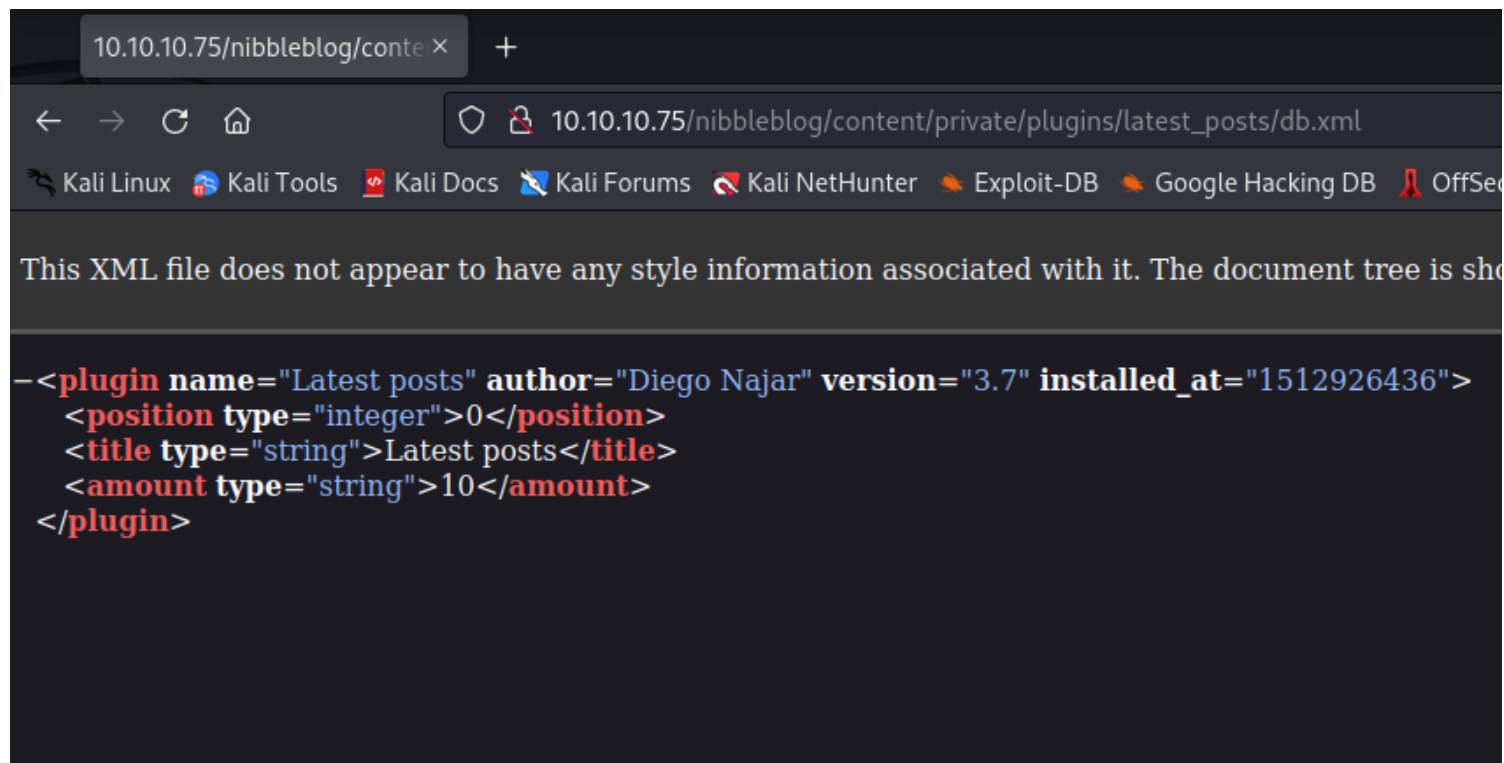 10.10.10.75/nibbleblog/conte
10.10.10.75/nibbleblog/content/private/plugins/latest_posts/db.xml
Kali Linux Kali Tools Kali Docs Kali Forums Kali NetHunter Exploit-DB Google Hacking DB OffSec
This XML file does not appear to have any style information associated with it. The document tree is sho
−<plugin name="Latest posts" author="Diego Najar" version="3.7" installed_at="1512926436">
<position type="integer">0</position>
<title type="string">Latest posts</title>
<amount type="string">10</amount>
</plugin>